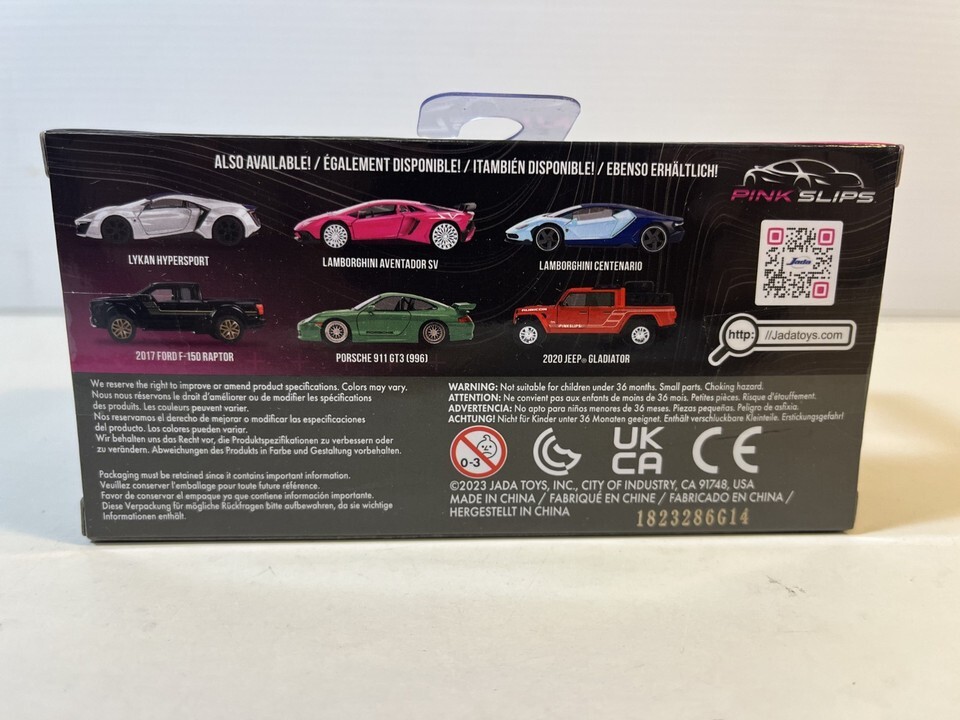 ALSO AVAILABLE! / ÉGALEMENT DISPONIBLE! / ITAMBIÉN DISPONIBLE! / EBENSO ERHÄLTLICH!
PINK SLIPS
LYKAN HYPERSPORT
LAMBORGHINI AVENTADOR SV
LAMBORGHINI CENTENARIO
Jada
2017 FORD F-150 RAPTOR
PORSCHE 911 GT3 (996)
2020 JEEP® GLADIATOR
RUBICON
PINK SLIPS
http: //Jadatoys.com
We reserve the right to improve or amend product specifications. Colors may vary.
Nous nous réservons le droit d'améliorer ou de modifier les spécifications
des produits. Les couleurs peuvent varier.
Nos reservamos el derecho de mejorar o modificar las especificaciones
del producto. Los colores pueden variar.
Wir behalten uns das Recht vor, die Produktspezifikationen zu verbessern oder
zu verändern. Abweichungen des Produkts in Farbe und Gestaltung vorbehalten.
Packaging must be retained since it contains important information.
Veuillez conserver l'emballage pour toute future référence.
Favor de conservar el empaque ya que contiene información importante.
Diese Verpackung für mögliche Rückfragen bitte aufbewahren, da sie wichtige
Informationen enthält.
WARNING: Not suitable for children under 36 months. Small parts. Choking hazard.
ATTENTION: Ne convient pas aux enfants de moins de 36 mois. Petites pièces. Risque d'étouffement.
ADVERTENCIA: No apto para niños menores de 36 meses. Piezas pequeñas. Peligro de asfixia.
ACHTUNG! Nicht für Kinder unter 36 Monaten geeignet. Enthält verschluckbare Kleinteile. Erstickungsgefahr!
0-3
UK
CA
CE
©2023 JADA TOYS, INC., CITY OF INDUSTRY, CA 91748, USA
MADE IN CHINA / FABRIQUÉ EN CHINE / FABRICADO EN CHINA /
HERGESTELLT IN CHINA
1823286G14